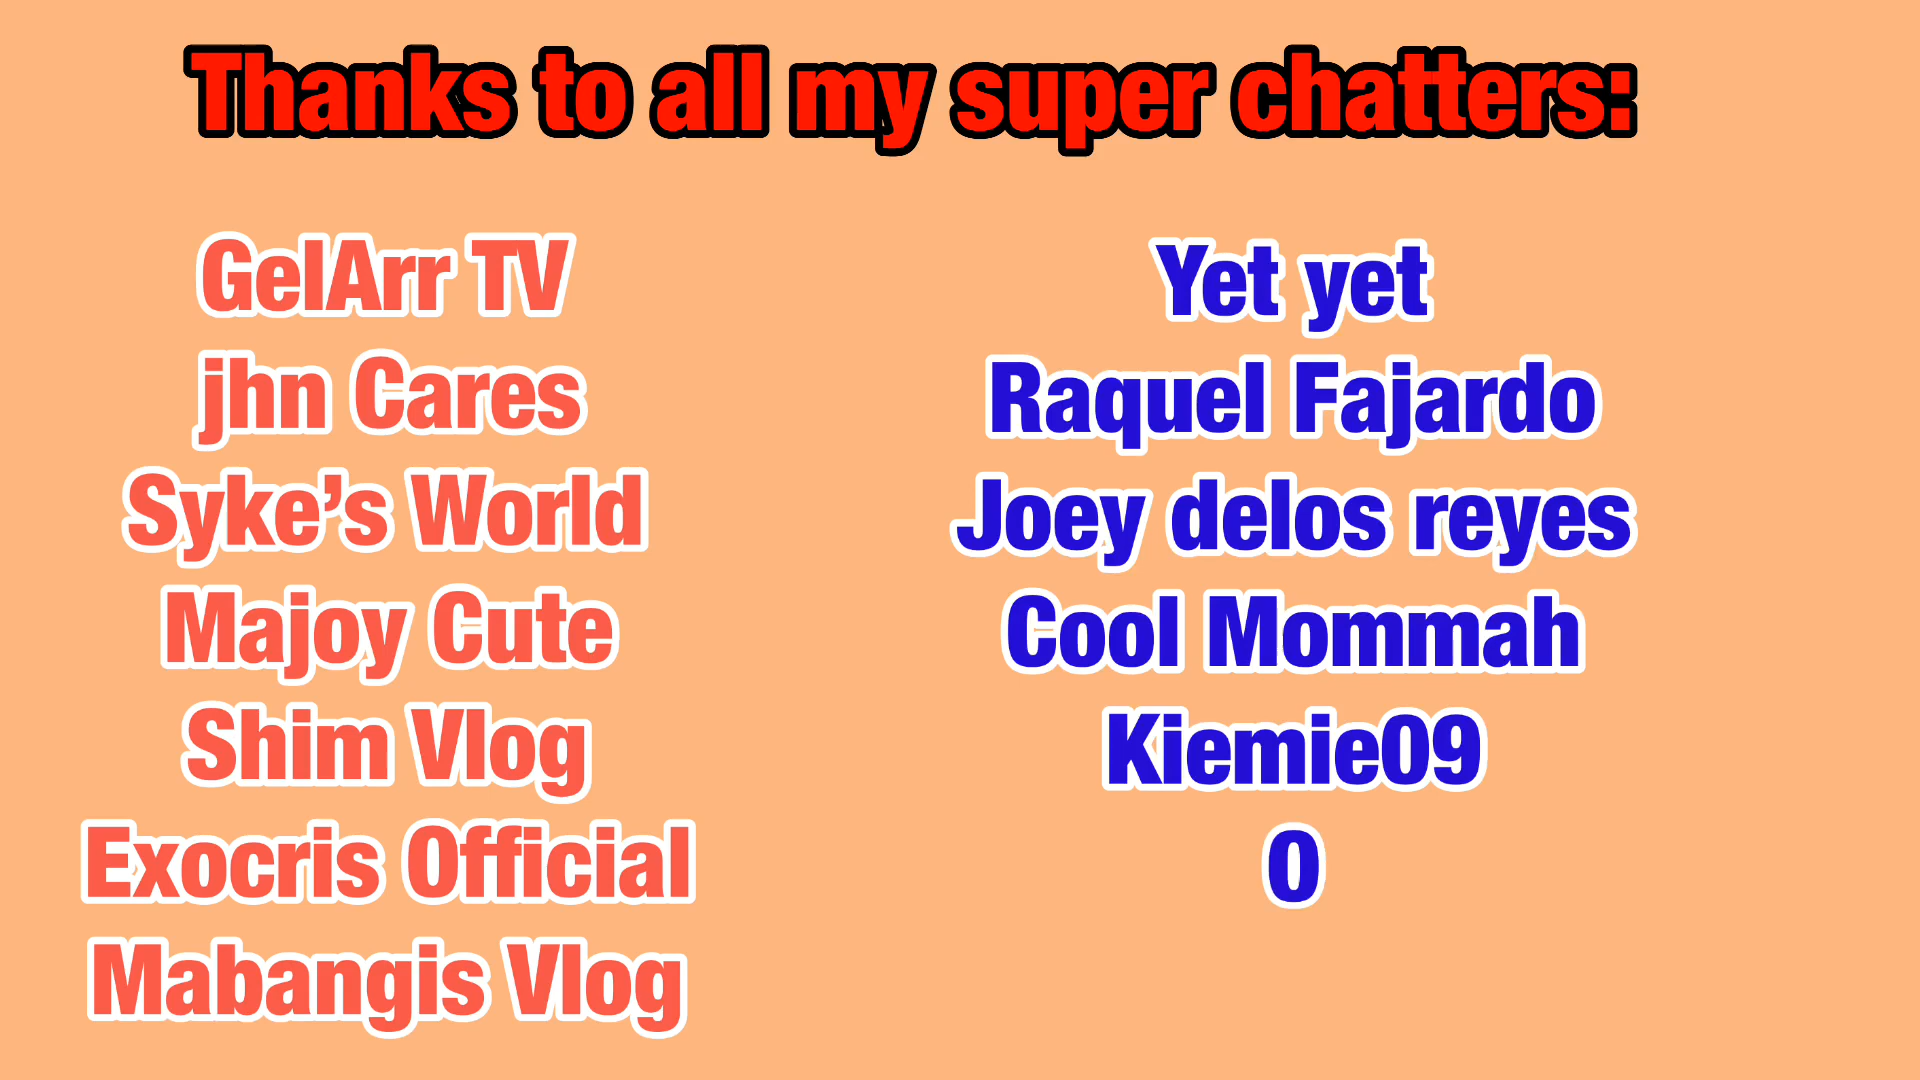 Thanks to all my super chatters:
GelArr TV
jhn Cares
Syke’s World
Majoy Cute
Shim Vlog
Exocris Official
Mabangis Vlog
Yet yet
Raquel Fajardo
Joey delos reyes
Cool Mommah
Kiemie09
O